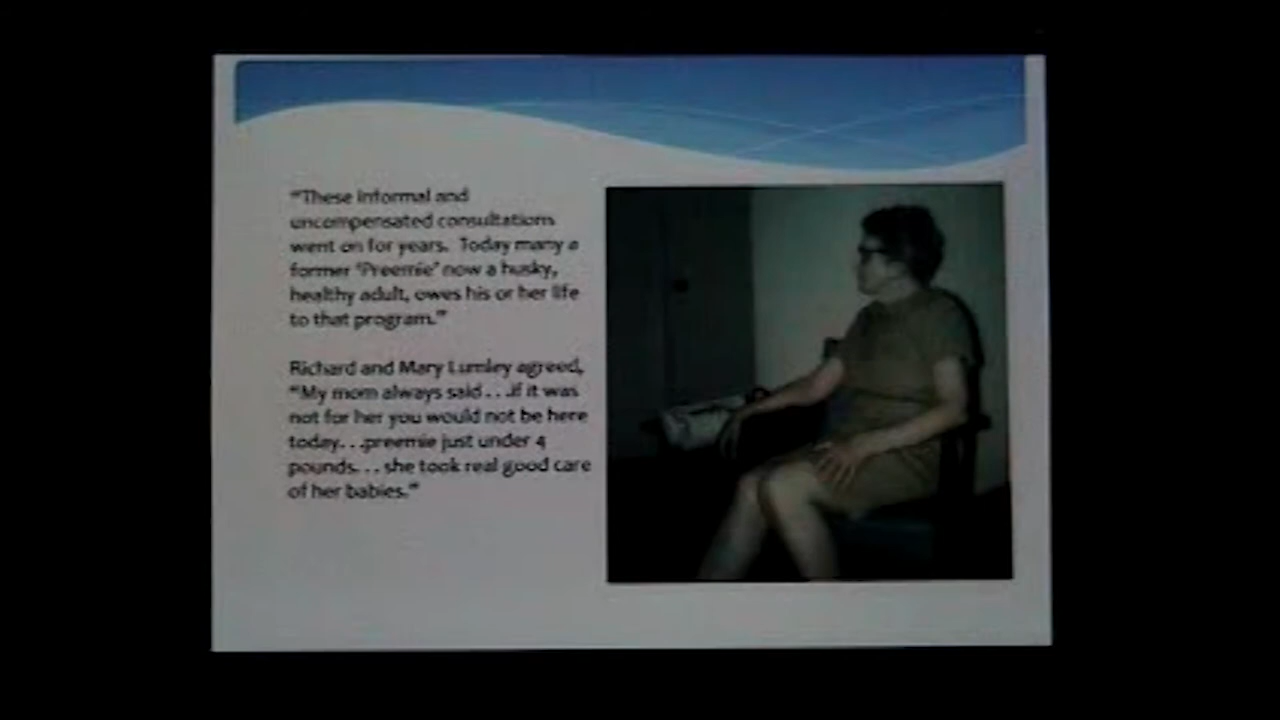 “These informal and
uncompensated consultations
went on for years. Today many a
former ‘Preemie’ now a husky,
healthy adult, owes his or her life
to that program.”
Richard and Mary Lumley agreed,
“My mom always said . . .if it was
not for her you would not be here
today. . .preemie just under 4
pounds. . . she took real good care
of her babies.”